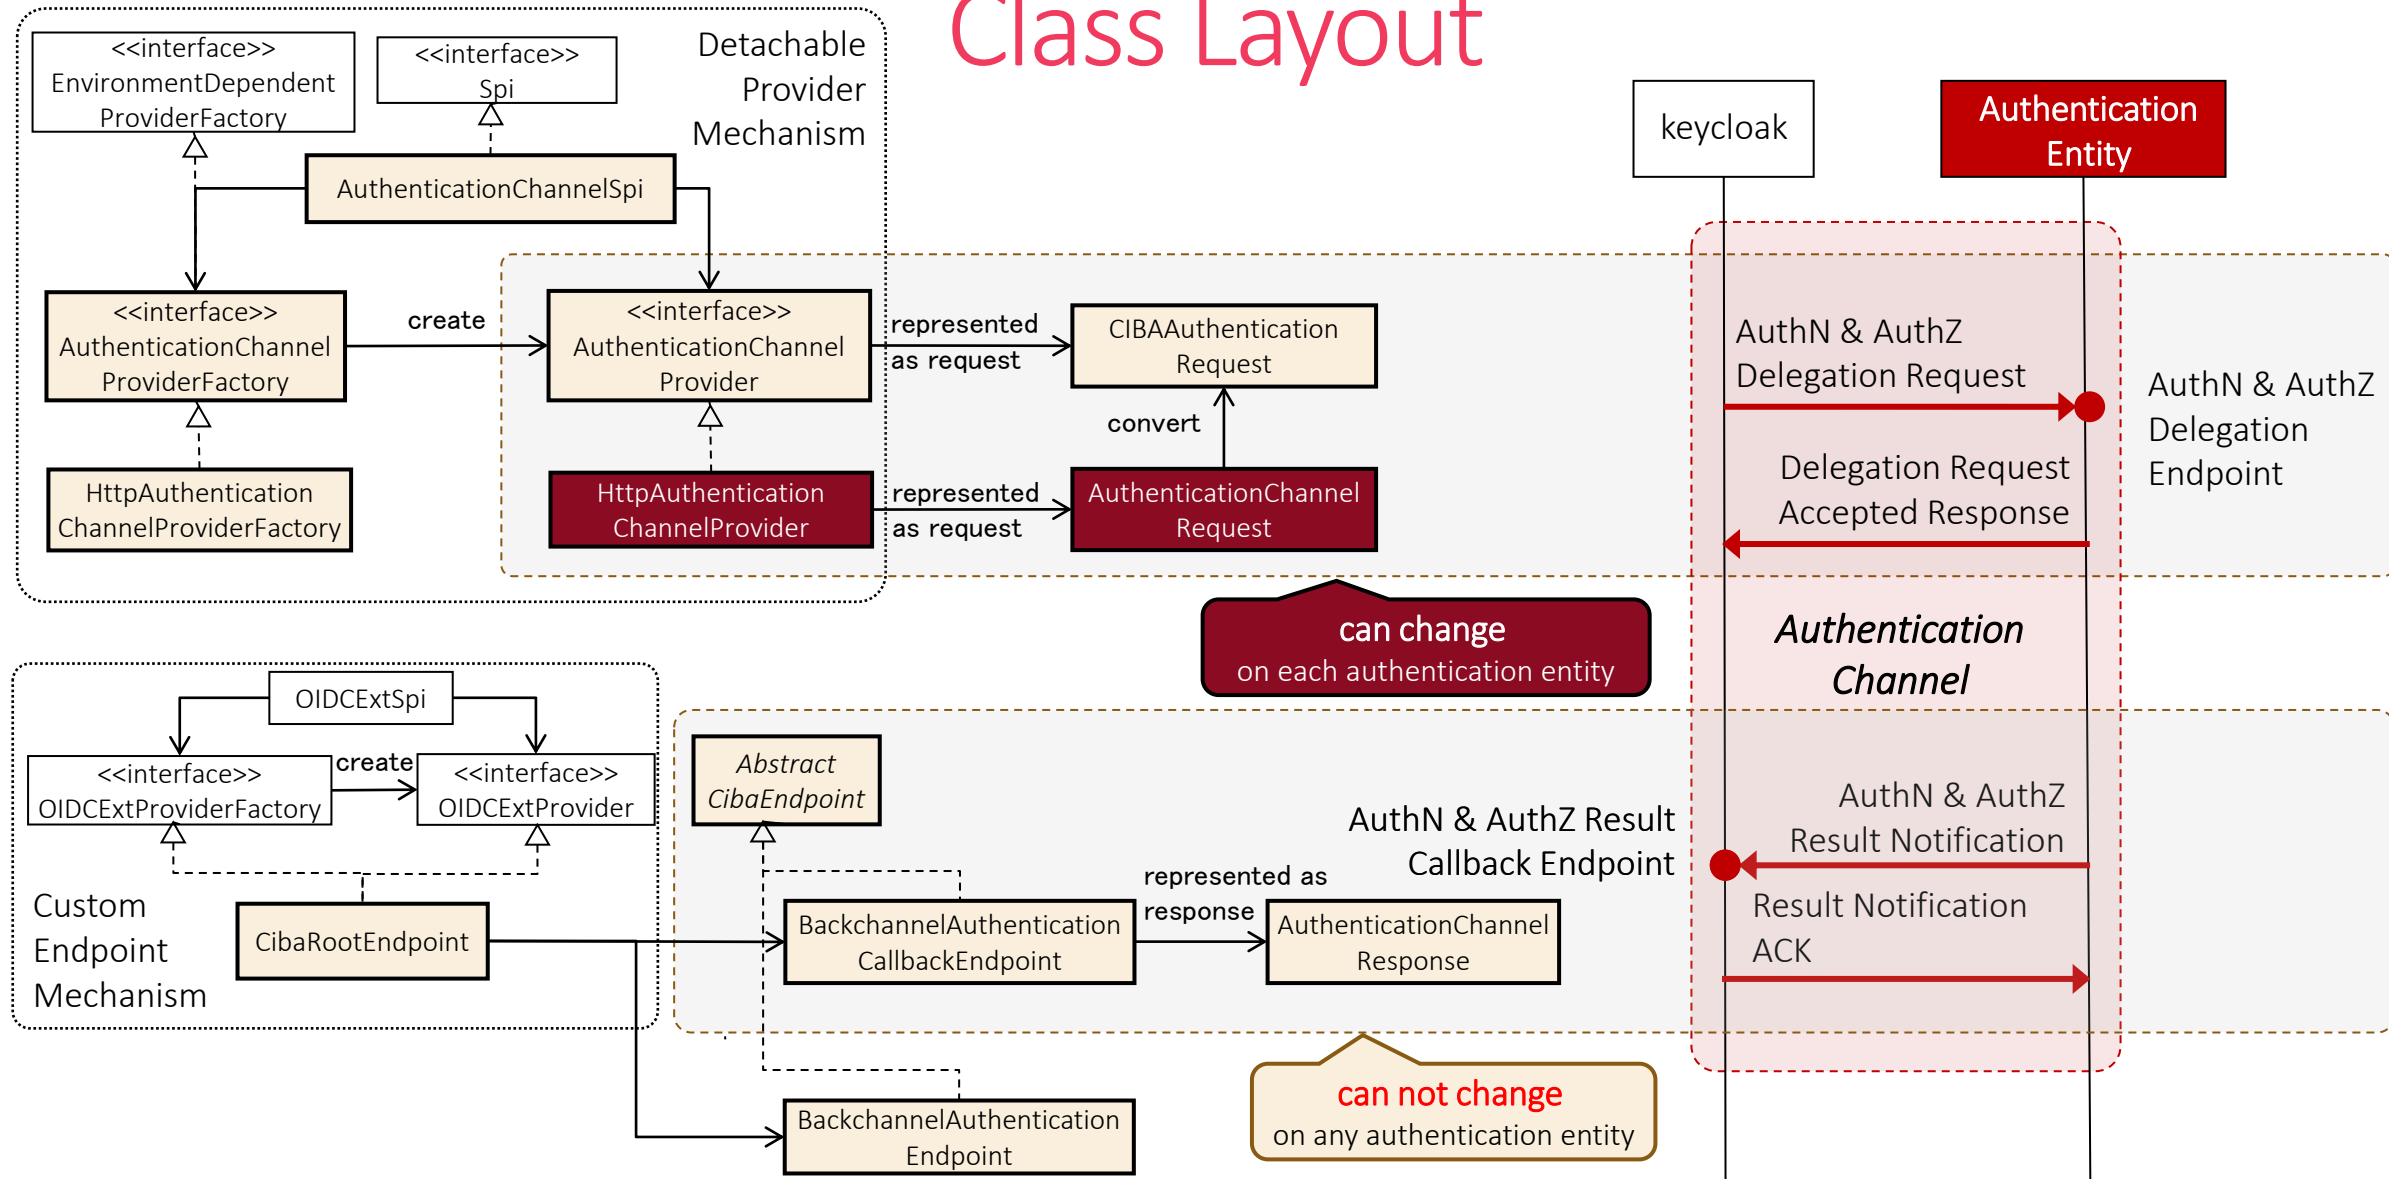 Class Layout
<<interface>>
EnvironmentDependent
ProviderFactory
<<interface>>
Spi
Detachable
Provider
Mechanism
AuthenticationChannelSpi
<<interface>>
AuthenticationChannel
ProviderFactory
create
<<interface>>
AuthenticationChannel
Provider
represented
as request
CIBAAuthentication
Request
convert
HttpAuthentication
ChannelProviderFactory
HttpAuthentication
ChannelProvider
represented
as request
AuthenticationChannel
Request
can change
on each authentication entity
keycloak
Authentication
Entity
AuthN & AuthZ
Delegation Request
Delegation Request
Accepted Response
AuthN & AuthZ
Delegation
Endpoint
Authentication
Channel
OIDCExtSpi
<<interface>>
OIDCExtProviderFactory
create
<<interface>>
OIDCExtProvider
Custom
Endpoint
Mechanism
CibaRootEndpoint
Abstract
CibaEndpoint
BackchannelAuthentication
CallbackEndpoint
represented as
response
AuthenticationChannel
Response
AuthN & AuthZ Result
Callback Endpoint
AuthN & AuthZ
Result Notification
Result Notification
ACK
BackchannelAuthentication
Endpoint
can not change
on any authentication entity